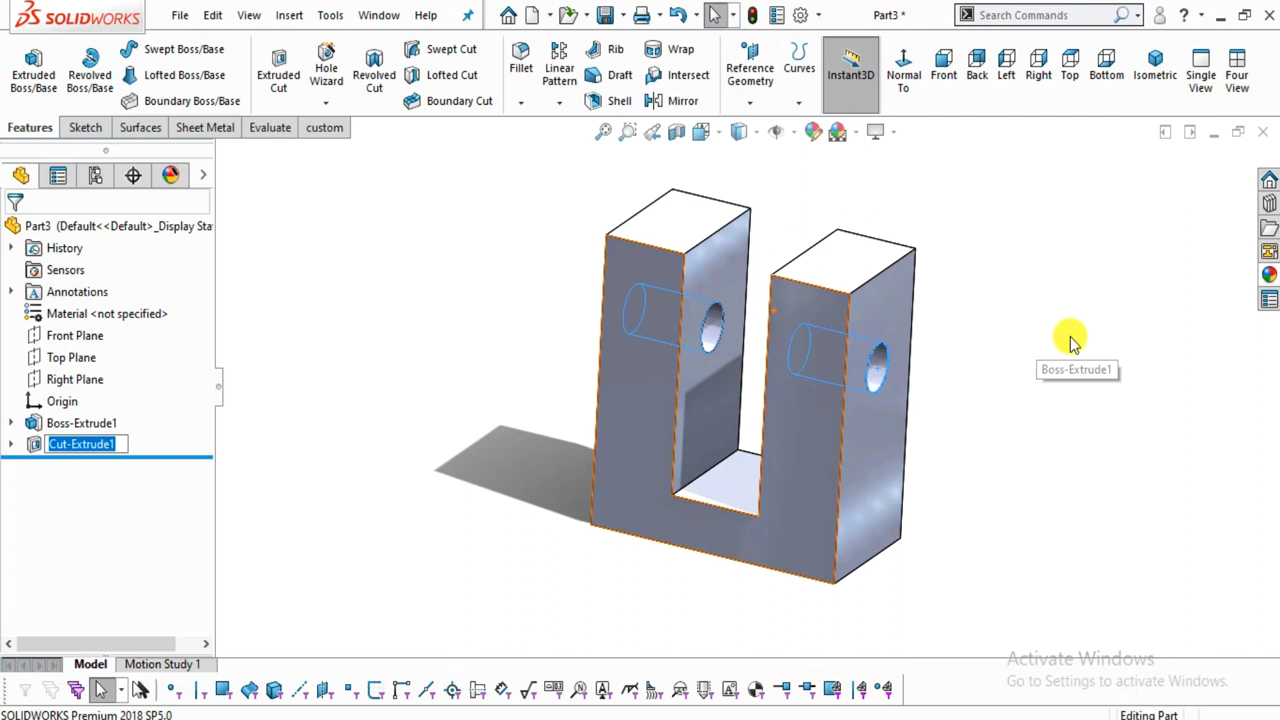 SOLIDWORKS
File Edit View Insert Tools Window Help
Part3 *
Search Commands
Extruded Boss/Base
Revolved Boss/Base
Swept Boss/Base
Lofted Boss/Base
Boundary Boss/Base
Extruded Cut
Hole Wizard
Revolved Cut
Swept Cut
Lofted Cut
Boundary Cut
Fillet
Linear Pattern
Rib
Draft
Shell
Wrap
Intersect
Mirror
Reference Geometry
Curves
Instant3D
Normal To
Front
Back
Left
Right
Top
Bottom
Isometric
Single View
Four View
Features Sketch Surfaces Sheet Metal Evaluate custom
Part3 (Default<<Default>_Display Sta
History
Sensors
Annotations
Material <not specified>
Front Plane
Top Plane
Right Plane
Origin
Boss-Extrude1
Cut-Extrude1
Boss-Extrude1
Model Motion Study 1
Activate Windows
Go to Settings to activate Windows.
SOLIDWORKS Premium 2018 SP5.0
Editing Part